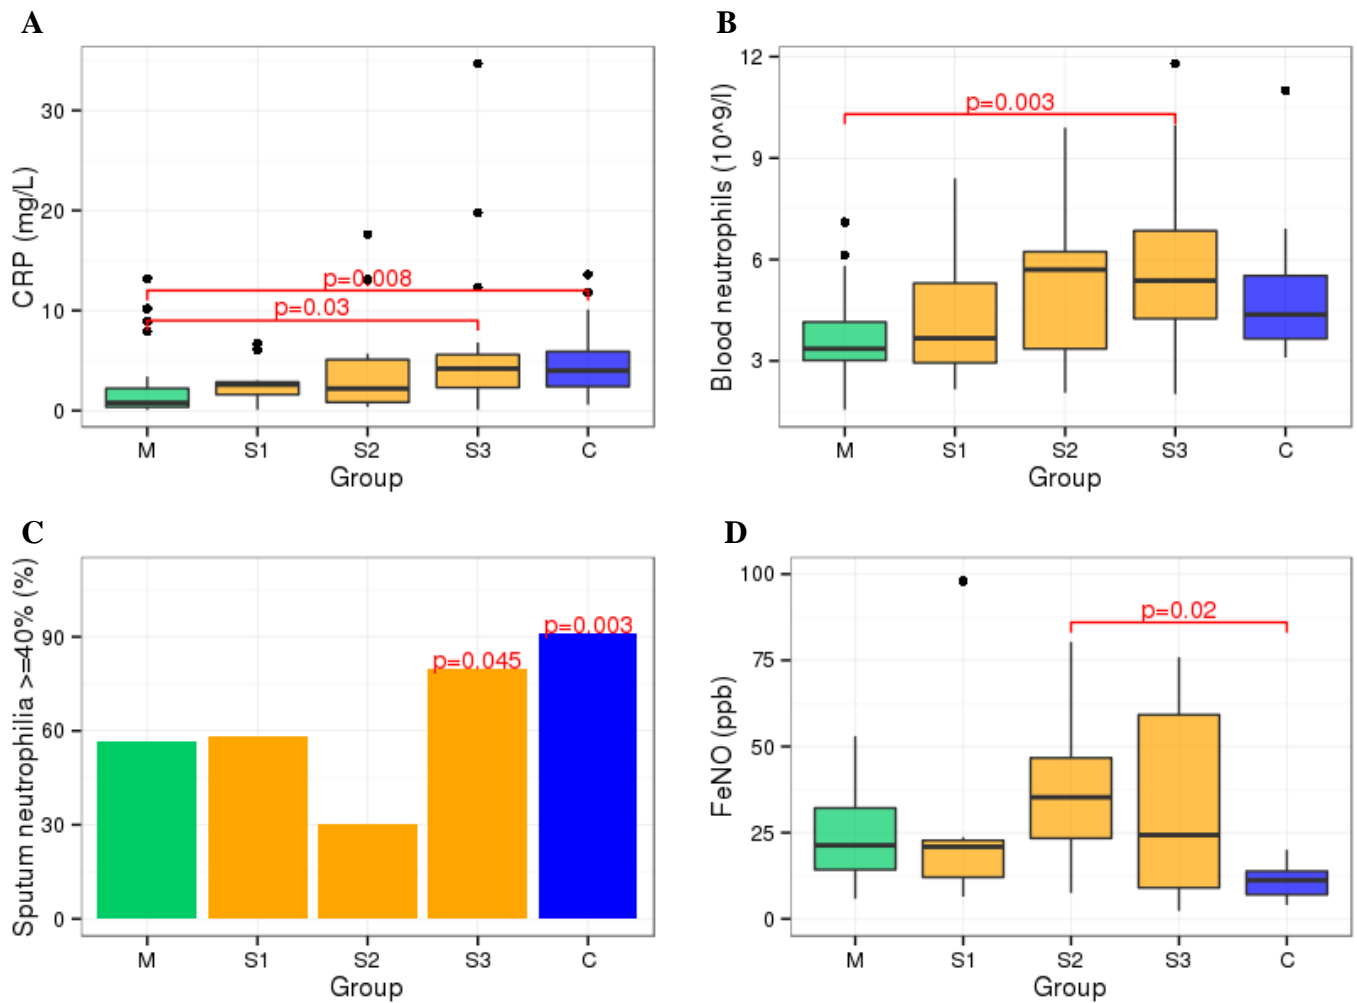 A
CRP (mg/L)
30
20
10
0
p=0.008
p=0.03
M S1 S2 S3 C
Group
B
Blood neutrophils (10^9/l)
12
9
6
3
p=0.003
M S1 S2 S3 C
Group
C
Sputum neutrophilia >=40% (%)
90
60
30
0
p=0.045
p=0.003
M S1 S2 S3 C
Group
D
FeNO (ppb)
100
75
50
25
0
p=0.02
M S1 S2 S3 C
Group